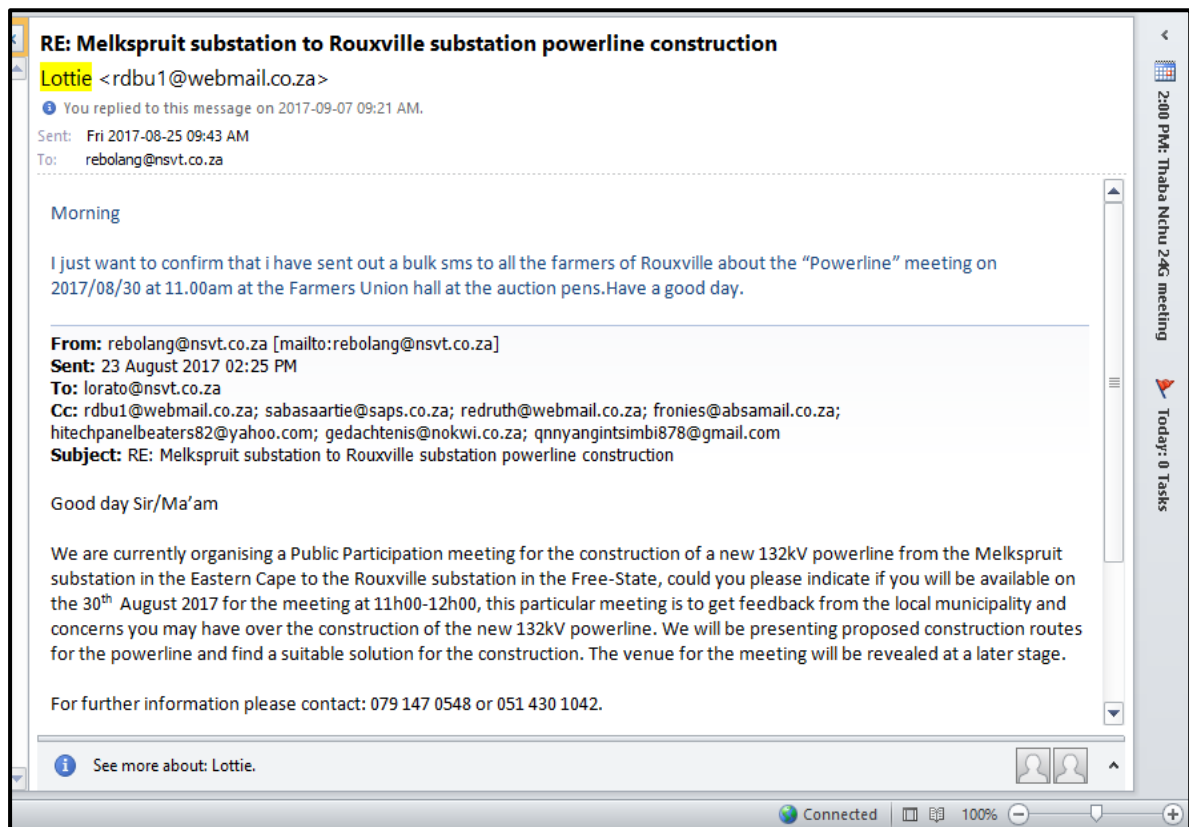 RE: Melkspruit substation to Rouxville substation powerline construction
Lottie <rdbu1@webmail.co.za>
You replied to this message on 2017-09-07 09:21 AM.
Sent: Fri 2017-08-25 09:43 AM
To: rebolang@nsvt.co.za
Morning
I just want to confirm that i have sent out a bulk sms to all the farmers of Rouxville about the “Powerline” meeting on
2017/08/30 at 11.00am at the Farmers Union hall at the auction pens.Have a good day.
From: rebolang@nsvt.co.za [mailto:rebolang@nsvt.co.za]
Sent: 23 August 2017 02:25 PM
To: lorato@nsvt.co.za
Cc: rdbu1@webmail.co.za; sabasaartie@saps.co.za; redruth@webmail.co.za; fronies@absamail.co.za;
hitechpanelbeaters82@yahoo.com; gedachtenis@nokwi.co.za; qnnyangintsimbi878@gmail.com
Subject: RE: Melkspruit substation to Rouxville substation powerline construction
Good day Sir/Ma’am
We are currently organising a Public Participation meeting for the construction of a new 132kV powerline from the Melkspruit
substation in the Eastern Cape to the Rouxville substation in the Free-State, could you please indicate if you will be available on
the 30th August 2017 for the meeting at 11h00-12h00, this particular meeting is to get feedback from the local municipality and
concerns you may have over the construction of the new 132kV powerline. We will be presenting proposed construction routes
for the powerline and find a suitable solution for the construction. The venue for the meeting will be revealed at a later stage.
For further information please contact: 079 147 0548 or 051 430 1042.
See more about: Lottie.
Connected 100%
2:00 PM: Thaba Nchu 24G meeting
Today: 0 Tasks